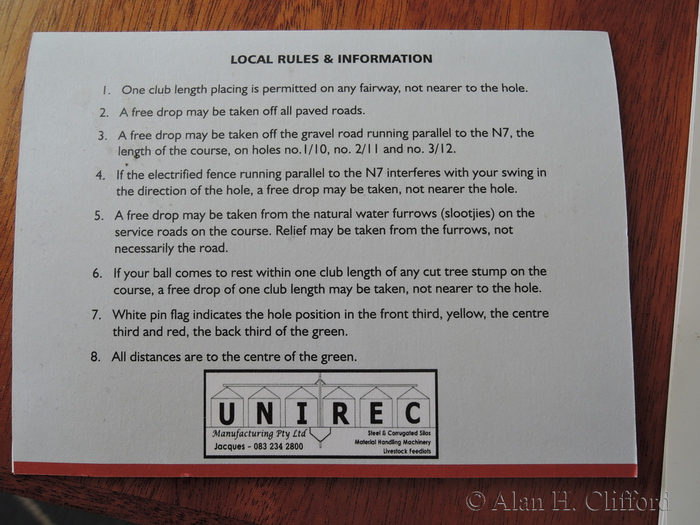 LOCAL RULES & INFORMATION
1. One club length placing is permitted on any fairway, not nearer to the hole.
2. A free drop may be taken off all paved roads.
3. A free drop may be taken off the gravel road running parallel to the N7, the
length of the course, on holes no.1/10, no. 2/11 and no. 3/12.
4. If the electrified fence running parallel to the N7 interferes with your swing in
the direction of the hole, a free drop may be taken, not nearer the hole.
5. A free drop may be taken from the natural water furrows (slootjies) on the
service roads on the course. Relief may be taken from the furrows, not
necessarily the road.
6. If your ball comes to rest within one club length of any cut tree stump on the
course, a free drop of one club length may be taken, not nearer to the hole.
7. White pin flag indicates the hole position in the front third, yellow, the centre
third and red, the back third of the green.
8. All distances are to the centre of the green.
UNIREC
Manufacturing Pty Ltd
Jacques - 083 234 2800
Steel & Corrugated Silos
Material Handling Machinery
Livestock Feedlots
© Alan H. Clifford